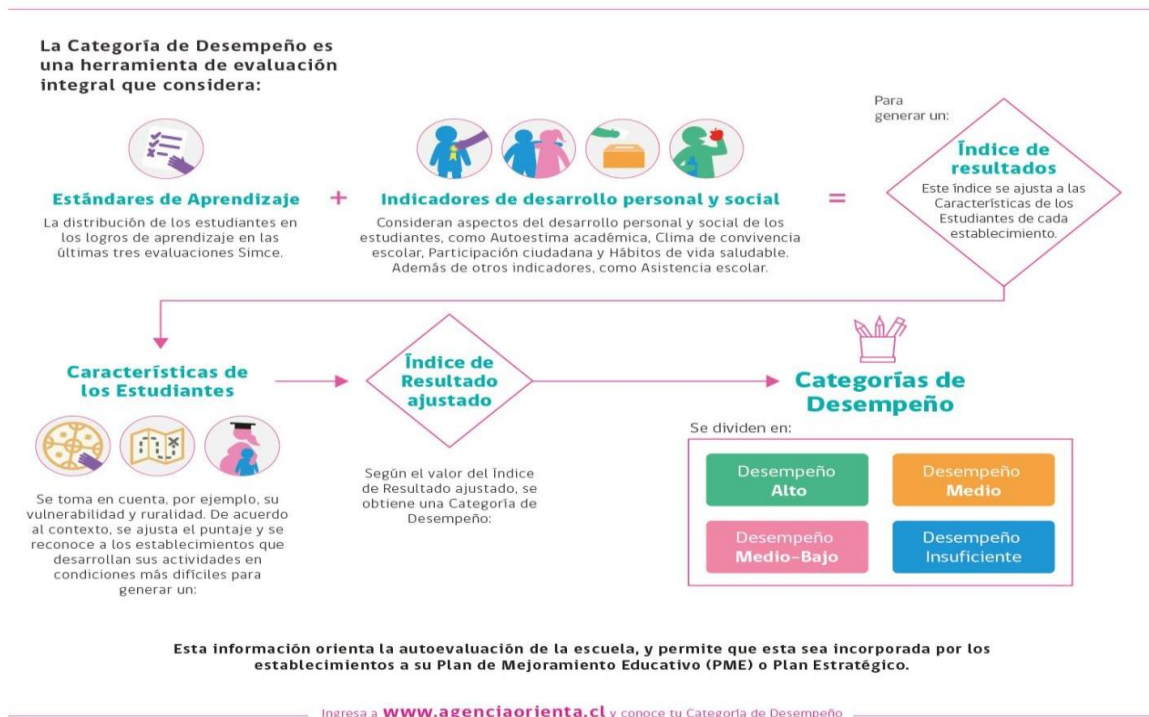 La Categoría de Desempeño es
una herramienta de evaluación
integral que considera:
Estándares de Aprendizaje
La distribución de los estudiantes en
los logros de aprendizaje en las
últimas tres evaluaciones Simce.
+
Indicadores de desarrollo personal y social
Consideran aspectos del desarrollo personal y social de los
estudiantes, como Autoestima académica, Clima de convivencia
escolar, Participación ciudadana y Hábitos de vida saludable.
Además de otros indicadores, como Asistencia escolar.
=
Para
generar un:
Índice de
resultados
Este índice se ajusta a las
Características de los
Estudiantes de cada
establecimiento.
Características de
los Estudiantes
Se toma en cuenta, por ejemplo, su
vulnerabilidad y ruralidad. De acuerdo
al contexto, se ajusta el puntaje y se
reconoce a los establecimientos que
desarrollan sus actividades en
condiciones más difíciles para
generar un:
Índice de
Resultado
ajustado
Según el valor del Índice
de Resultado ajustado, se
obtiene una Categoría de
Desempeño:
Categorías de
Desempeño
Se dividen en:
Desempeño
Alto
Desempeño
Medio
Desempeño
Medio-Bajo
Desempeño
Insuficiente
Esta información orienta la autoevaluación de la escuela, y permite que esta sea incorporada por los
establecimientos a su Plan de Mejoramiento Educativo (PME) o Plan Estratégico.
Ingresa a www.agenciaorienta.cl y conoce tu Categoría de Desempeño